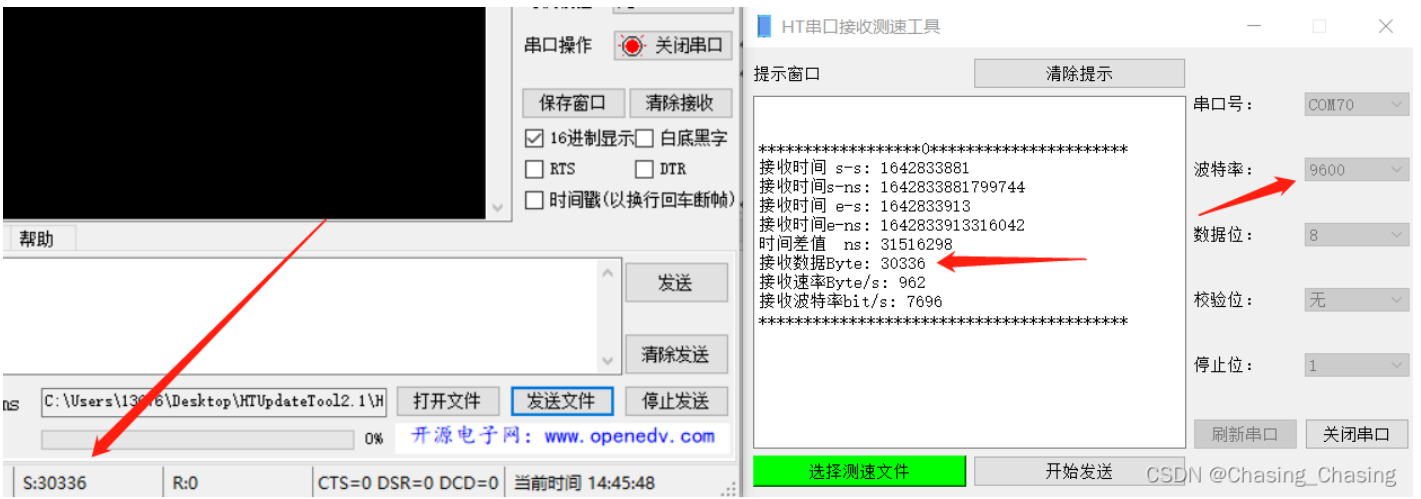 串口操作
关闭串口
保存窗口
清除接收
16进制显示
白底黑字
RTS
DTR
时间戳(以换行回车断帧)
帮助
发送
清除发送
ms
打开文件
发送文件
停止发送
0%
开源电子网：www.openedv.com
S:30336
R:0
CTS=0 DSR=0 DCD=0
当前时间 14:45:48
HT串口接收测速工具
提示窗口
清除提示
******************0**********************
接收时间 s-s: 1642833881
接收时间s-ns: 1642833881799744
接收时间 e-s: 1642833913
接收时间e-ns: 1642833913316042
时间差值  ns: 31516298
接收数据Byte: 30336
接收速率Byte/s: 962
接收波特率bit/s: 7696
*****************************************
串口号：
COM70
波特率：
9600
数据位：
8
校验位：
无
停止位：
1
刷新串口
关闭串口
选择测速文件
开始发送
CSDN @Chasing_Chasing